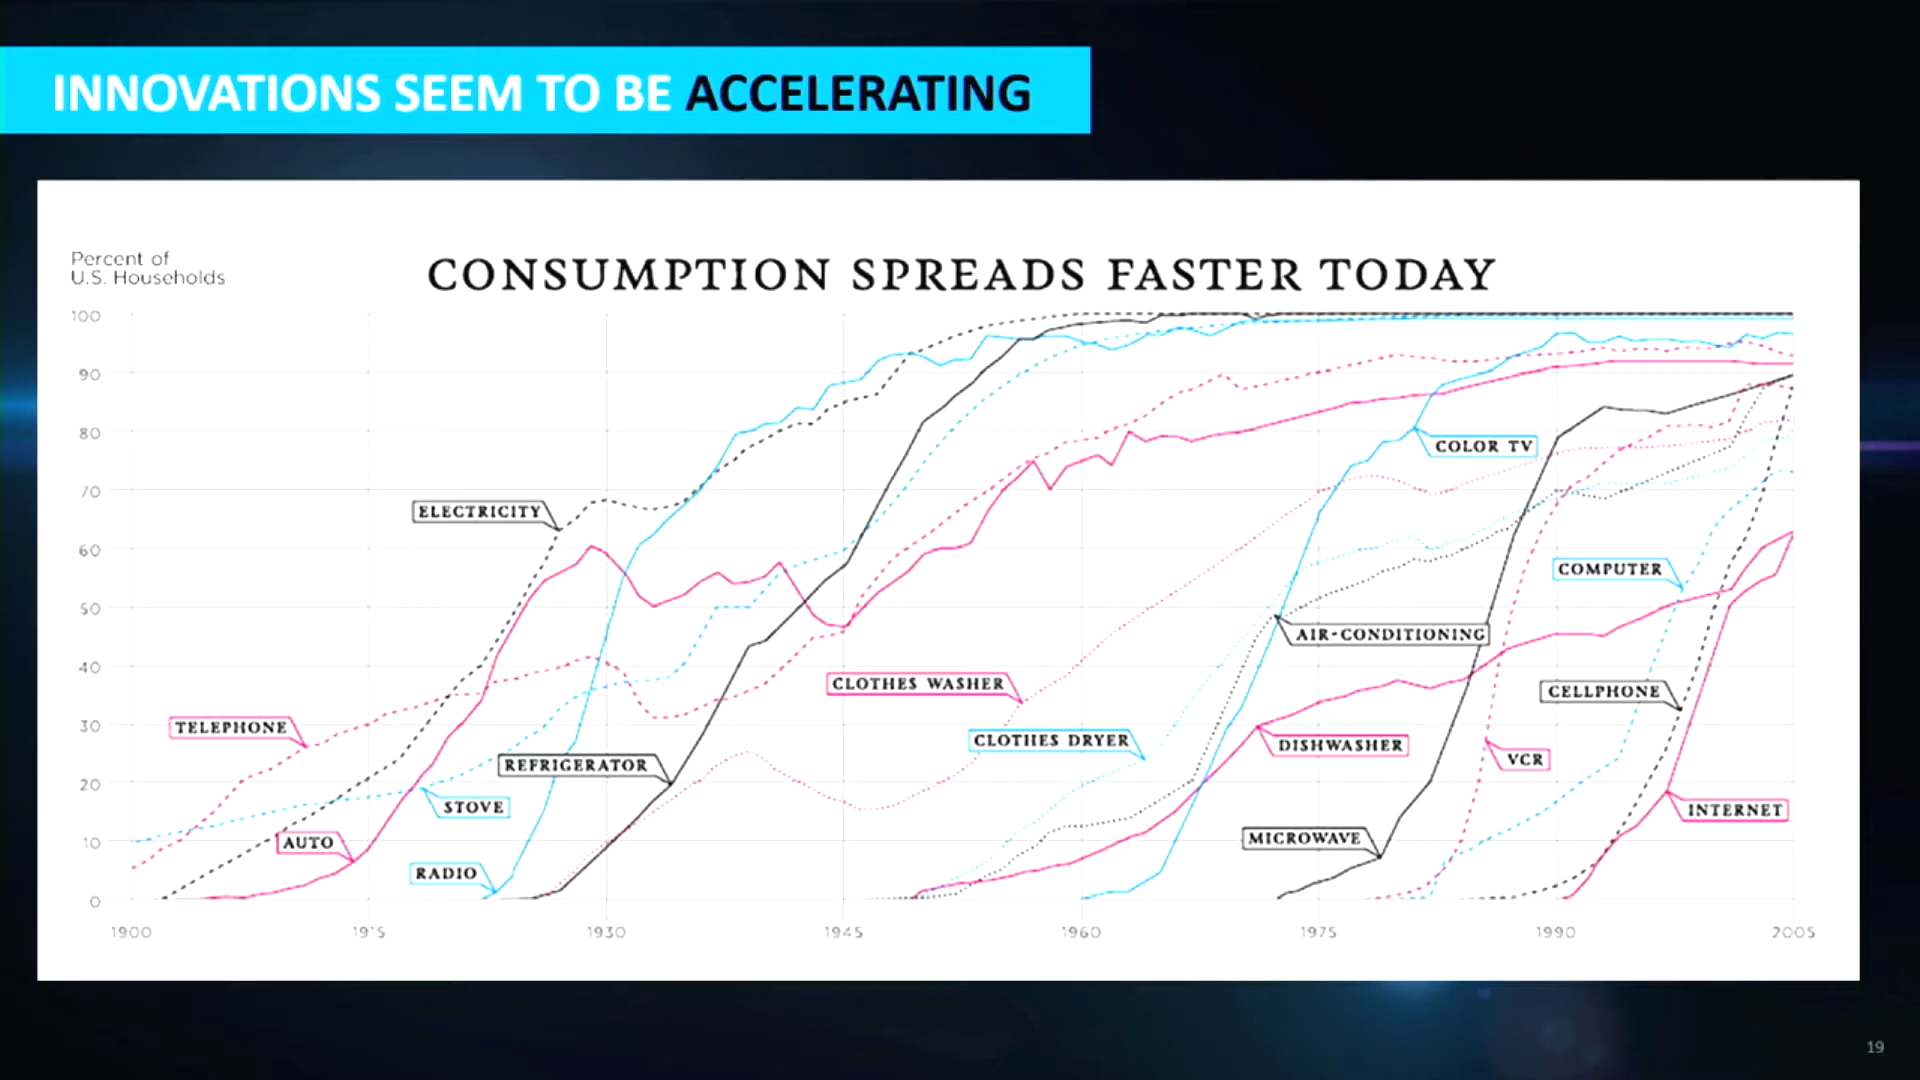 INNOVATIONS SEEM TO BE ACCELERATING
Percent of
U.S. Households
CONSUMPTION SPREADS FASTER TODAY
100
90
80
70
60
50
40
30
20
10
0
ELECTRICITY
COLOR TV
COMPUTER
AIR-CONDITIONING
CLOTHES WASHER
CELLPHONE
TELEPHONE
CLOTHES DRYER
DISHWASHER
REFRIGERATOR
VCR
STOVE
INTERNET
AUTO
MICROWAVE
RADIO
1900
1915
1930
1945
1960
1975
1990
2005
19